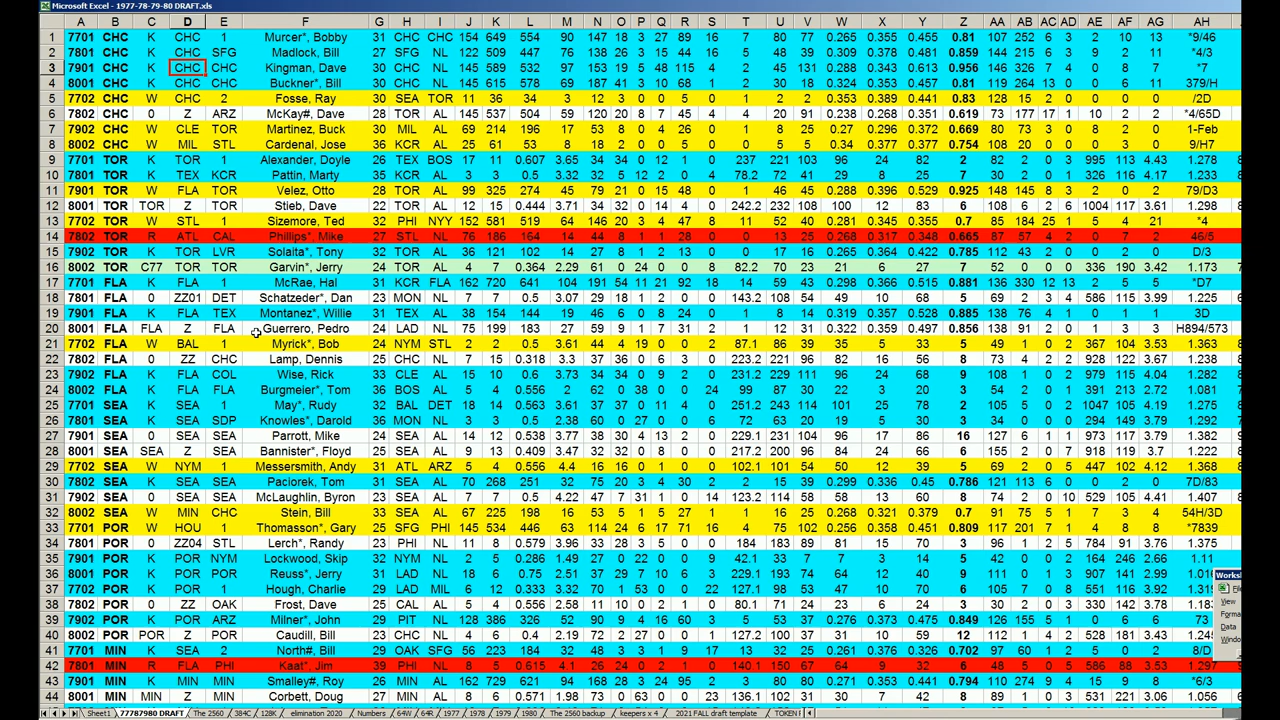 Microsoft Excel - 1977-78-79-80 DRAFT.xls
A B C D E F G H I J K L M N O P Q R S T U V W X Y Z AA AB AC AD AE AF AG AH
1 7701 CHC K CHC 1 Murcer*, Bobby 31 CHC CHC 154 649 554 90 147 18 3 27 89 16 7 80 77 0.265 0.355 0.455 0.81 107 252 6 3 2 10 13 *9/46
2 7801 CHC K CHC SFG Madlock, Bill 27 SFG NL 122 509 447 76 138 26 3 15 44 16 5 48 39 0.309 0.378 0.481 0.859 144 215 6 3 9 2 11 *4/3
3 7901 CHC K CHC CHC Kingman, Dave 30 CHC NL 145 589 532 97 153 19 5 48 115 4 2 45 131 0.288 0.343 0.613 0.956 146 326 7 4 0 8 7 *7
4 8001 CHC K CHC CHC Buckner*, Bill 30 CHC NL 145 615 578 69 187 41 3 10 68 1 2 30 18 0.324 0.353 0.457 0.81 119 264 13 0 0 6 11 379/H
5 7702 CHC W CHC 2 Fosse, Ray 30 SEA TOR 11 36 34 3 12 3 0 0 5 0 1 2 2 0.353 0.389 0.441 0.83 128 15 2 0 0 0 0 /2D
6 7802 CHC 0 Z ARZ McKay#, Dave 28 TOR AL 145 537 504 59 120 20 8 7 45 4 4 20 91 0.238 0.268 0.351 0.619 73 177 17 1 10 2 2 *4/65D
7 7902 CHC W CLE TOR Martinez, Buck 30 MIL AL 69 214 196 17 53 8 0 4 26 0 1 8 25 0.27 0.296 0.372 0.669 80 73 3 0 8 2 0 1-Feb
8 8002 CHC W MIL STL Cardenal, Jose 36 KCR AL 25 61 53 8 18 2 0 0 5 0 0 5 5 0.34 0.377 0.377 0.754 108 20 0 0 3 0 0 9/H7
9 7701 TOR K TOR 1 Alexander, Doyle 26 TEX BOS 17 11 0.607 3.65 34 34 0 12 1 0 237 221 103 96 24 82 2 82 2 0 3 995 113 4.43 1.278
10 7801 TOR K TEX KCR Pattin, Marty 35 KCR AL 3 3 0.5 3.32 32 5 12 0 0 4 78.2 72 41 29 8 25 7 30 2 0 1 326 116 4.17 1.233
11 7901 TOR W FLA TOR Velez, Otto 28 TOR AL 99 325 274 45 79 21 0 15 48 0 1 46 45 0.288 0.396 0.529 0.925 148 145 8 3 2 0 0 79/D3
12 8001 TOR TOR Z TOR Stieb, Dave 22 TOR AL 12 15 0.444 3.71 34 32 0 14 4 0 242.2 232 108 100 12 83 6 108 6 2 6 1004 117 3.61 1.298
13 7702 TOR W STL 1 Sizemore, Ted 32 PHI NYY 152 581 519 64 146 20 3 4 47 8 11 52 40 0.281 0.345 0.355 0.7 85 184 25 1 5 4 21 *4
14 7802 TOR R ATL CAL Phillips*, Mike 27 STL NL 76 186 164 14 44 8 1 1 28 0 0 13 25 0.268 0.317 0.348 0.665 87 57 4 2 0 7 2 46/5
15 7902 TOR K TOR LVR Solaita*, Tony 32 TOR AL 36 121 102 14 27 8 1 2 13 0 0 17 16 0.265 0.364 0.422 0.785 112 43 2 0 0 2 0 D/3
16 8002 TOR C77 TOR TOR Garvin*, Jerry 24 TOR AL 4 7 0.364 2.29 61 0 24 0 0 8 82.2 70 23 21 6 27 7 52 0 0 0 336 190 3.42 1.173
17 7701 FLA K FLA 1 McRae, Hal 31 KCR FLA 162 720 641 104 191 54 11 21 92 18 14 59 43 0.298 0.366 0.515 0.881 136 330 12 13 2 5 5 *D7
18 7801 FLA 0 ZZ01 DET Schatzeder*, Dan 23 MON NL 7 5 0.5 3.07 29 18 1 2 0 0 143.2 108 54 49 10 68 5 69 2 3 4 586 115 3.99
19 7901 FLA K FLA TEX Montanez*, Willie 31 TEX AL 38 154 144 19 46 6 0 8 24 0 1 8 14 0.319 0.357 0.528 0.885 138 76 4 1 0 1 0 3D
20 8001 FLA FLA Z FLA Guerrero, Pedro 24 LAD NL 75 199 183 27 59 9 1 7 31 2 1 12 31 0.322 0.359 0.497 0.856 138 91 2 0 1 3 0 H894/573
21 7702 FLA W BAL 1 Myrick*, Bob 24 NYM STL 2 2 0.5 3.61 44 4 19 0 0 2 87.1 86 39 35 5 33 5 49 1 0 2 367 104 3.53 1.363
22 7802 FLA 0 ZZ CHC Lamp, Dennis 25 CHC NL 7 15 0.318 3.3 37 36 0 6 3 0 223.2 221 96 82 16 56 8 73 4 2 2 928 123 3.67 1.238
23 7902 FLA K FLA COL Wise, Rick 33 CLE AL 15 10 0.6 3.73 34 34 0 9 2 0 231.2 229 111 96 24 68 9 108 1 1 3 979 115 4.04
24 8002 FLA K FLA FLA Burgmeier*, Tom 36 BOS AL 5 4 0.556 2 62 0 38 0 0 24 99 87 30 22 3 20 3 54 2 0 1 391 213 2.72 1.081
25 7701 SEA K SEA 1 May*, Rudy 32 BAL DET 18 14 0.563 3.61 37 37 0 11 4 0 251.2 243 114 101 25 78 2 105 5 0 2 1047 105 4.19
26 7801 SEA K SEA SDP Knowles*, Darold 36 MON NL 3 3 0.5 2.38 60 0 27 0 0 6 72 63 20 19 4 30 5 34 0 0 0 294 149 3.79
27 7901 SEA 0 SEA SEA Parrott, Mike 24 SEA AL 14 12 0.538 3.77 38 30 4 13 2 0 229.1 231 104 96 17 86 16 127 6 1 1 973 117 3.79 1.382
28 8001 SEA SEA Z SEA Bannister*, Floyd 25 SEA AL 9 13 0.409 3.47 32 32 0 8 0 0 217.2 200 96 84 24 66 2 155 2 0 7 918 119 3.7 1.222
29 7702 SEA W NYM 1 Messersmith, Andy 31 ATL ARZ 5 4 0.556 4.4 16 16 0 1 0 0 102.1 101 54 50 12 39 5 69 2 0 0 447 102 4.12 1.368
30 7802 SEA K SEA SEA Paciorek, Tom 31 SEA AL 70 268 251 32 75 20 3 4 30 2 2 15 39 0.299 0.336 0.45 0.786 121 113 6 0 0 2 0 7D/83
31 7902 SEA 0 SEA SEA McLaughlin, Byron 23 SEA AL 7 7 0.5 4.22 47 7 31 1 0 14 123.2 114 58 58 13 60 8 74 2 0 10 529 105 4.41 1.407
32 8002 SEA W MIN CHC Stein, Bill 33 SEA AL 67 225 198 16 53 5 1 5 27 1 1 16 25 0.268 0.321 0.379 0.7 91 75 5 1 7 3 4 54H/3D
33 7701 POR W HOU 1 Thomasson*, Gary 25 SFG PHI 145 534 446 63 114 24 6 17 71 16 4 75 102 0.256 0.358 0.451 0.809 117 201 7 1 4 8 8 *7839
34 7801 POR 0 ZZ04 STL Lerch*, Randy 23 PHI NL 11 8 0.579 3.96 33 28 3 5 0 0 184 183 89 81 15 70 3 96 1 2 0 784 91 3.76 1.375
35 7901 POR K POR NYM Lockwood, Skip 32 NYM NL 2 5 0.286 1.49 27 0 22 0 0 9 42.1 33 7 7 3 14 5 42 0 0 2 164 246 2.66 1.11
36 8001 POR K POR POR Reuss*, Jerry 31 LAD NL 18 6 0.75 2.51 37 29 7 10 6 3 229.1 193 74 64 12 40 9 111 0 1 3 907 141 2.99
37 7702 POR K POR 1 Hough, Charlie 29 LAD MIL 6 12 0.333 3.32 70 1 53 0 0 22 127.1 98 53 47 10 70 6 105 7 0 8 551 116 3.92
38 7802 POR 0 ZZ OAK Frost, Dave 25 CAL AL 5 4 0.556 2.58 11 10 0 2 1 0 80.1 71 24 23 6 24 3 30 2 0 2 330 142 3.78
39 7902 POR K POR ARZ Milner*, John 29 PIT NL 128 386 326 52 90 9 4 16 60 3 4 53 37 0.276 0.373 0.476 0.849 126 155 5 1 0 6 2 73
40 8002 POR POR Z POR Caudill, Bill 23 CHC NL 4 6 0.4 2.19 72 2 27 0 0 1 127.2 100 37 31 10 59 12 112 1 4 2 528 181 3.43
41 7701 MIN K SEA 2 North#, Bill 29 OAK SFG 56 223 184 32 48 3 3 1 9 17 13 32 25 0.261 0.376 0.326 0.702 97 60 1 2 5 0 5 8/D
42 7801 MIN R FLA PHI Kaat*, Jim 39 PHI NL 8 5 0.615 4.1 26 24 0 2 1 0 140.1 150 67 64 9 32 6 48 5 0 5 586 88 3.53 1.297
43 7901 MIN K MIN MIN Smalley#, Roy 26 MIN AL 162 729 621 94 168 28 3 24 95 2 3 80 80 0.271 0.353 0.441 0.794 110 274 9 4 15 8 9 *6/3
44 8001 MIN MIN Z MIN Corbett, Doug 27 MIN AL 8 6 0.571 1.98 73 0 63 0 0 23 136.1 102 31 30 7 42 8 89 1 0 1 538 221 3.06 1.056
Works
View
Forma
Data
Windo
Sheet1 77787980 DRAFT The 2560 384C 128K elimination 2020 Numbers 64W 64R 1977 1978 1979 1980 The 2560 backup keepers x 4 2021 FALL draft template TOKEN